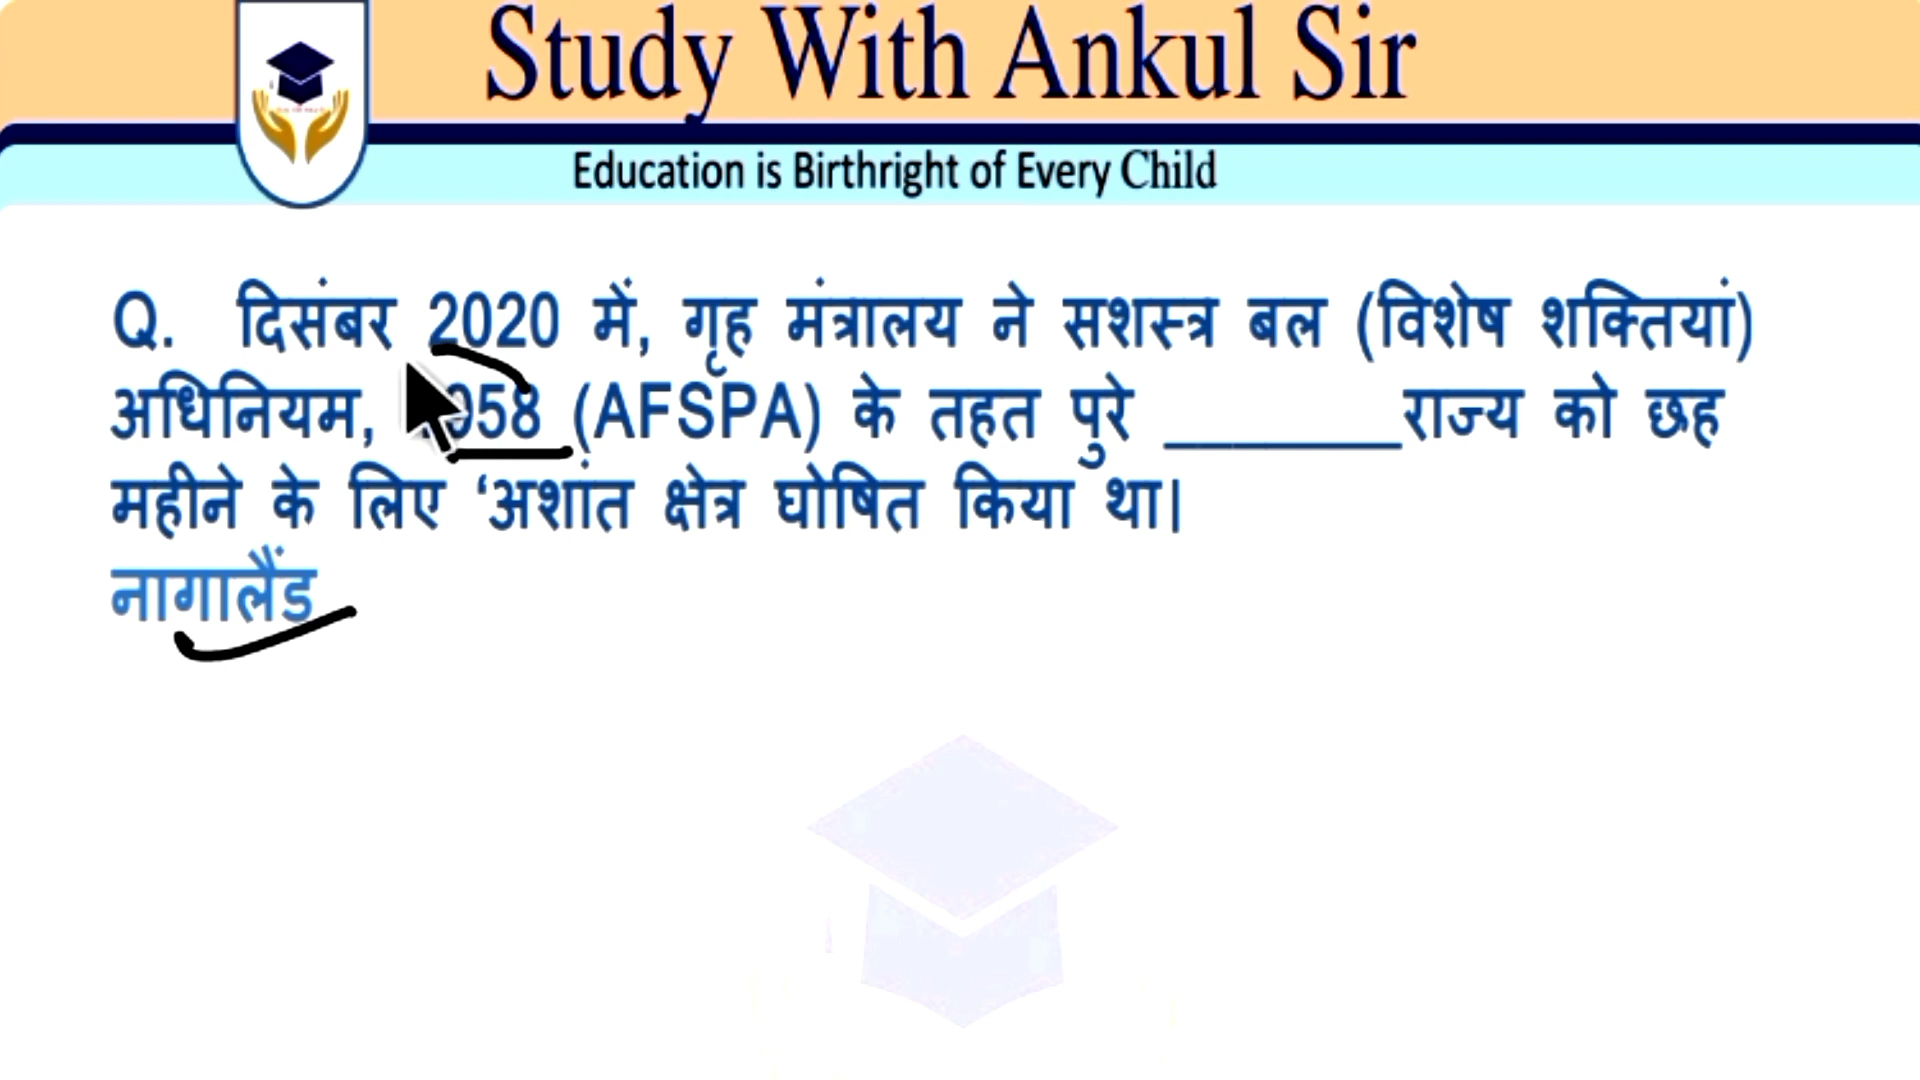 Study With Ankul Sir
Education is Birthright of Every Child
Q. दिसंबर 2020 में, गृह मंत्रालय ने सशस्त्र बल (विशेष शक्तियां)
अधिनियम, 1958 (AFSPA) के तहत पुरे _______राज्य को छह
महीने के लिए ‘अशांत क्षेत्र घोषित किया था|
नागालैंड